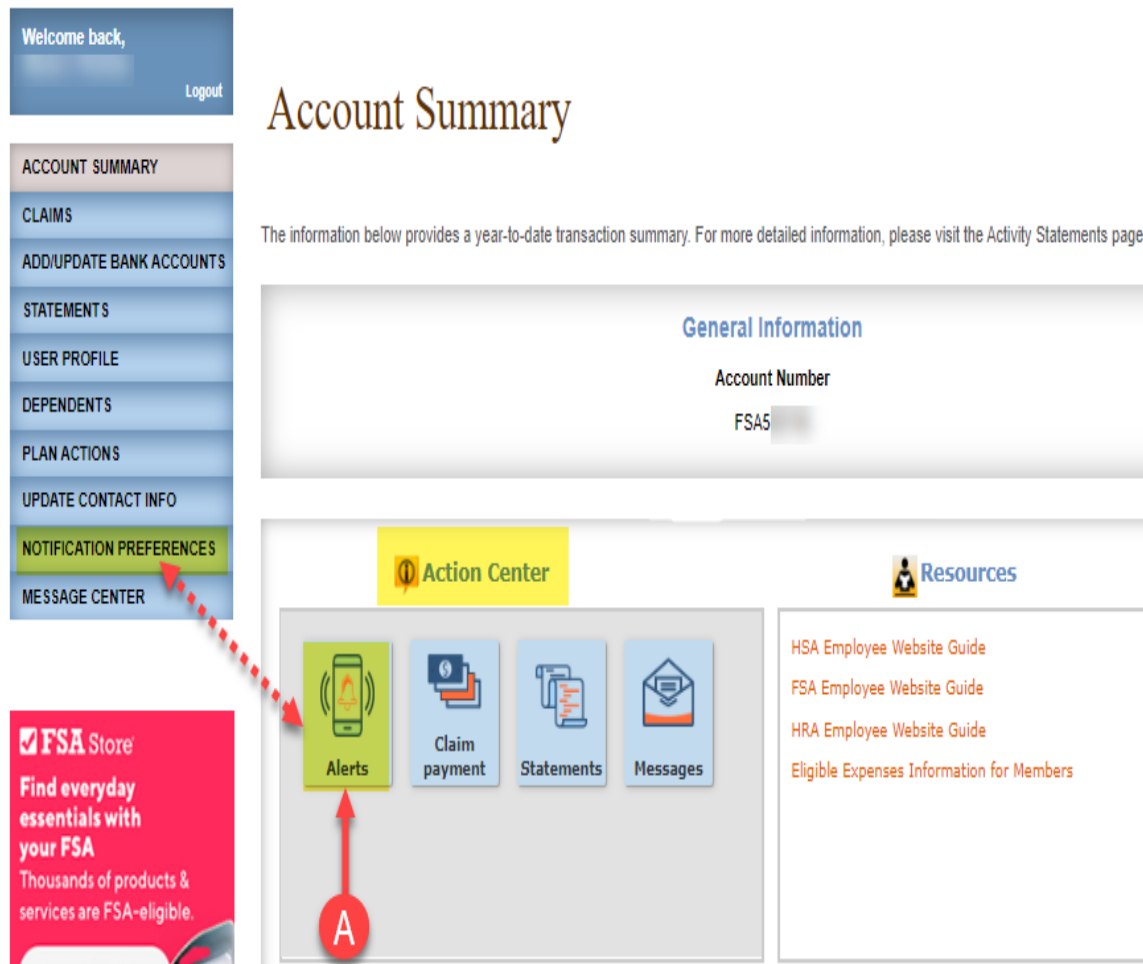 Welcome back,
Logout
Account Summary
ACCOUNT SUMMARY
CLAIMS
ADD/UPDATE BANK ACCOUNTS
STATEMENTS
USER PROFILE
DEPENDENTS
PLAN ACTIONS
UPDATE CONTACT INFO
NOTIFICATION PREFERENCES
MESSAGE CENTER
The information below provides a year-to-date transaction summary. For more detailed information, please visit the Activity Statements page
General Information
Account Number
FSA5
Action Center
Alerts
Claim
payment
Statements
Messages
A
Resources
HSA Employee Website Guide
FSA Employee Website Guide
HRA Employee Website Guide
Eligible Expenses Information for Members
FSA Store
Find everyday
essentials with
your FSA
Thousands of products &
services are FSA-eligible.